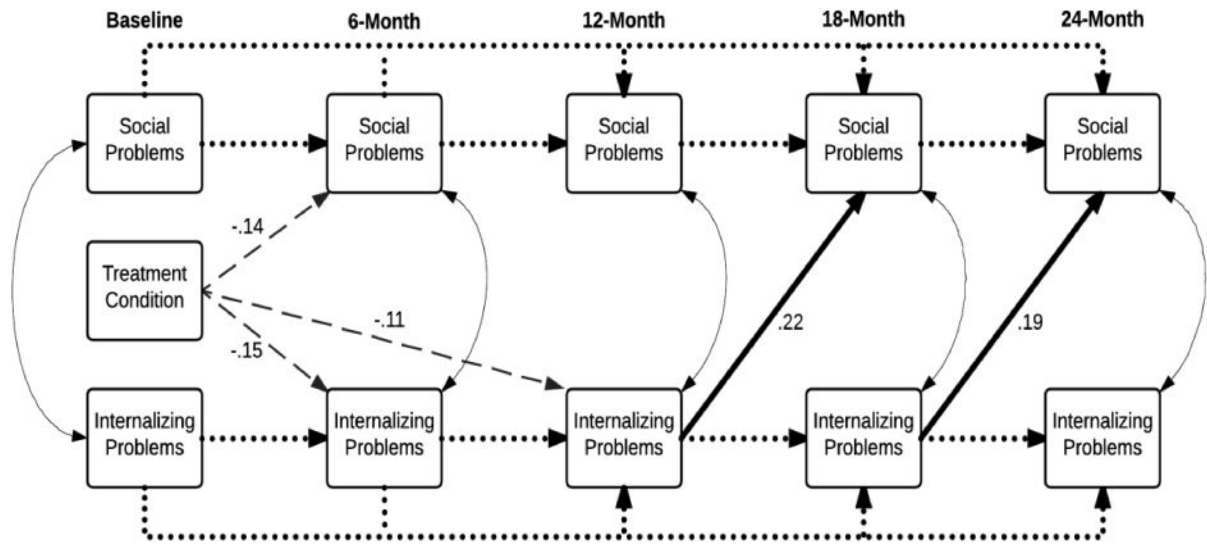 Baseline
6-Month
12-Month
18-Month
24-Month
Social
Problems
Social
Problems
Social
Problems
Social
Problems
Social
Problems
-.14
Treatment
Condition
-.11
-.15
.22
.19
Internalizing
Problems
Internalizing
Problems
Internalizing
Problems
Internalizing
Problems
Internalizing
Problems